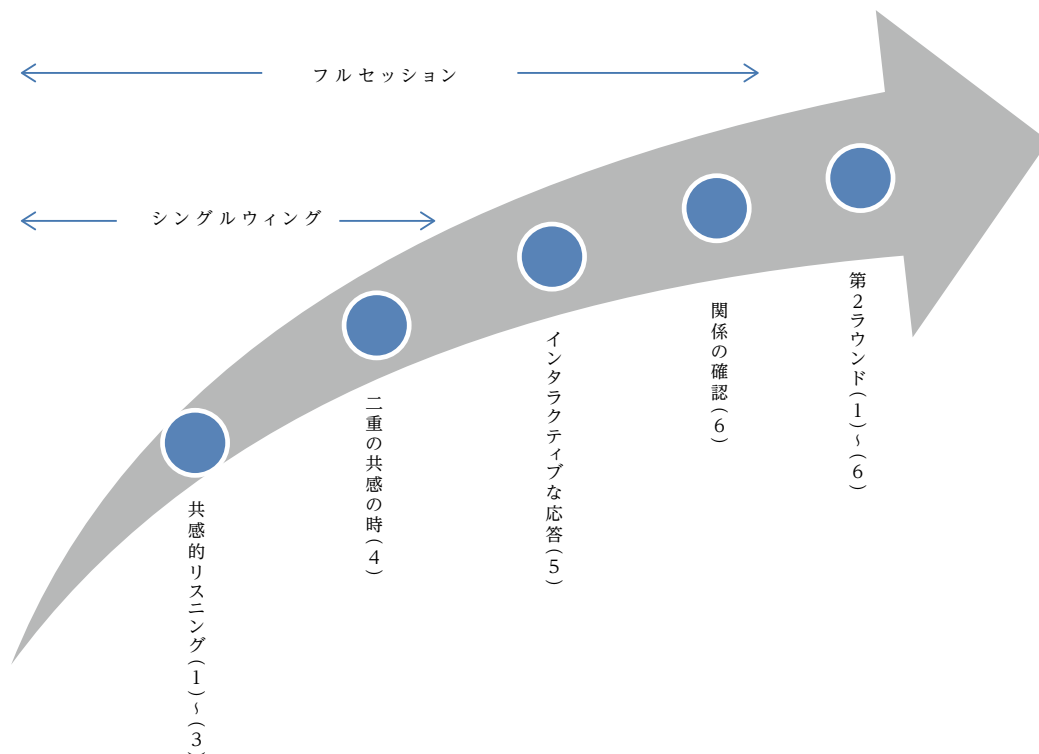 フルセッション
シングルウィング
共感的リスニング(1)~(3)
二重の共感の時(4)
インタラクティブな応答(5)
関係の確認(6)
第2ラウンド(1)~(6)